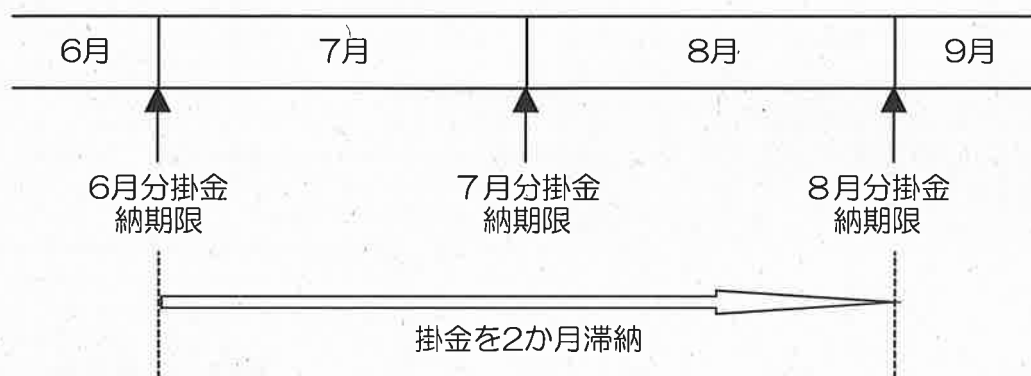 6月 7月 8月 9月
6月分掛金 7月分掛金 8月分掛金
納期限 納期限 納期限
掛金を2か月滞納